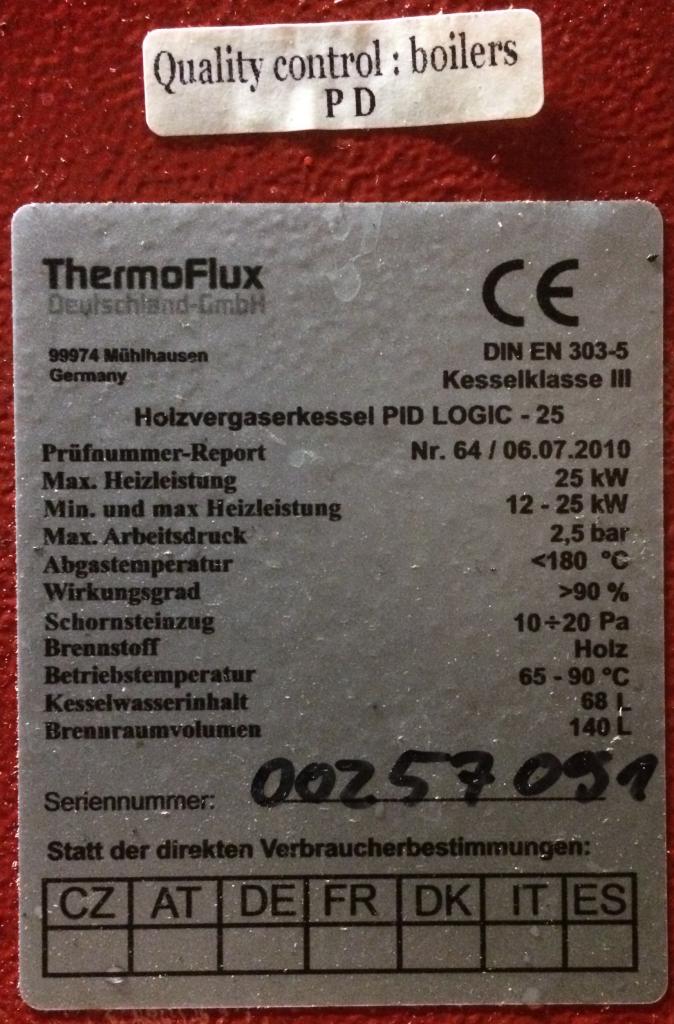 Quality control : boilers
P D
ThermoFlux
Deutschland-GmbH
CE
99974 Mühlhausen
Germany
DIN EN 303-5
Kesselklasse III
Holzvergaserkessel PID LOGIC - 25
Prüfnummer-Report Nr. 64 / 06.07.2010
Max. Heizleistung 25 kW
Min. und max Heizleistung 12 - 25 kW
Max. Arbeitsdruck 2,5 bar
Abgastemperatur <180 °C
Wirkungsgrad >90 %
Schornsteinzug 10÷20 Pa
Brennstoff Holz
Betriebstemperatur 65 - 90 °C
Kesselwasserinhalt 68 L
Brennraumvolumen 140 L
Seriennummer: 00257091
Statt der direkten Verbraucherbestimmungen:
CZ AT DE FR DK IT ES